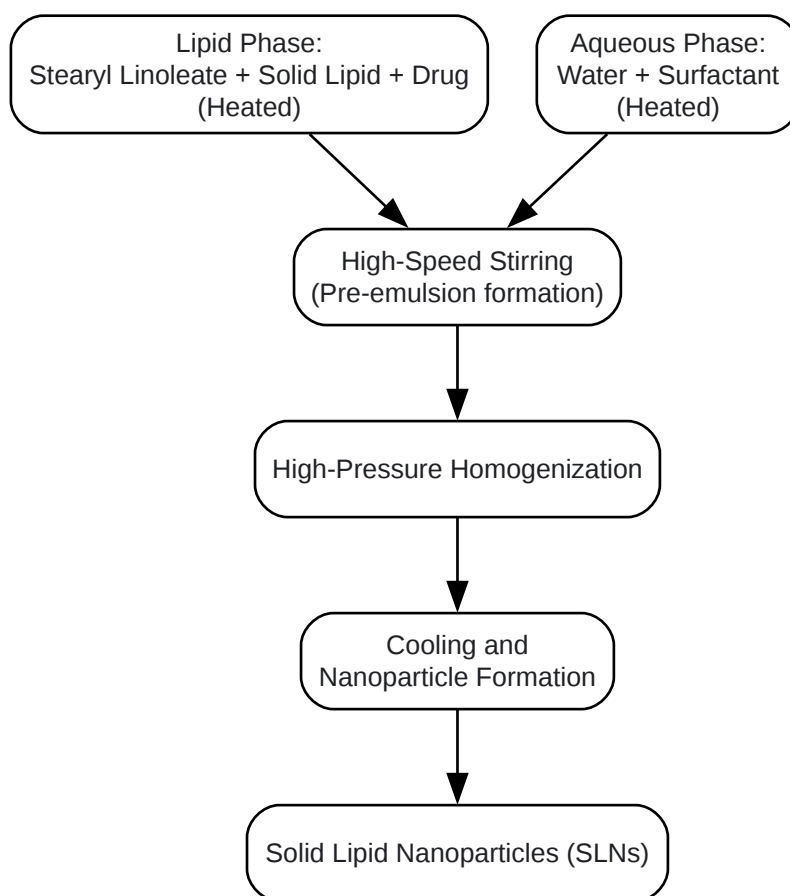 Lipid Phase:
Stearyl Linoleate + Solid Lipid + Drug
(Heated)
Aqueous Phase:
Water + Surfactant
(Heated)
High-Speed Stirring
(Pre-emulsion formation)
High-Pressure Homogenization
Cooling and
Nanoparticle Formation
Solid Lipid Nanoparticles (SLNs)